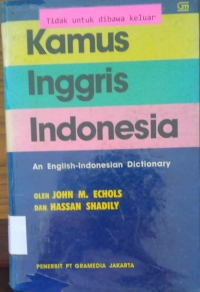 Tidak untuk dibawa keluar
GM
Kamus
Inggris
Indonesia
An English-Indonesian Dictionary
OLEH JOHN M. ECHOLS
DAN HASSAN SHADILY
PENERBIT PT GRAMEDIA JAKARTA